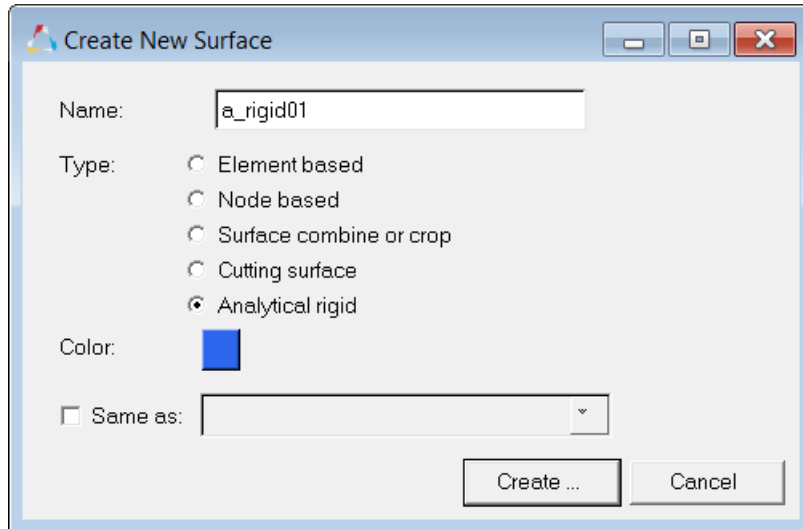 Create New Surface
Name: a_rigid01
Type: Element based
Node based
Surface combine or crop
Cutting surface
Analytical rigid
Color:
Same as:
Create ... Cancel